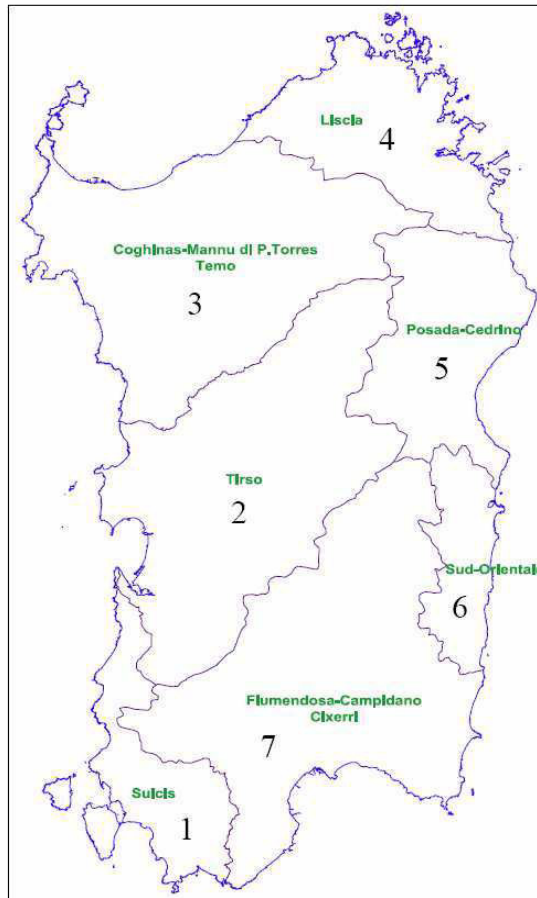 Liscia
4
Coghinas-Mannu di P.Torres
Temo
3
Posada-Cedrino
5
Tirso
2
Sud-Orientale
6
Flumendosa-Campidano
Cixerri
7
Sulcis
1